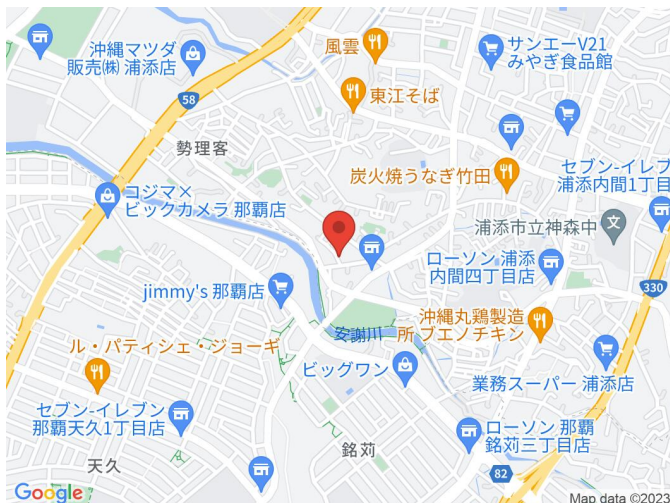 沖縄マツダ
販売㈱ 浦添店
風雲
サンエーV21
みやぎ食品館
東江そば
58
勢理客
炭火焼うなぎ竹田
セブン-イレブ
浦添内間1丁目
コジマ×
ビックカメラ 那覇店
浦添市立神森中
文
ローソン 浦添
内間四丁目店
330
jimmy's 那覇店
沖縄丸鶏製造
所 ブエノチキン
安謝川
ル・パティシェ・ジョーギ
ビッグワン
業務スーパー 浦添店
セブン-イレブン
那覇天久1丁目店
ローソン 那覇
銘苅三丁目店
銘苅
天久
82
Google
Map data ©2023